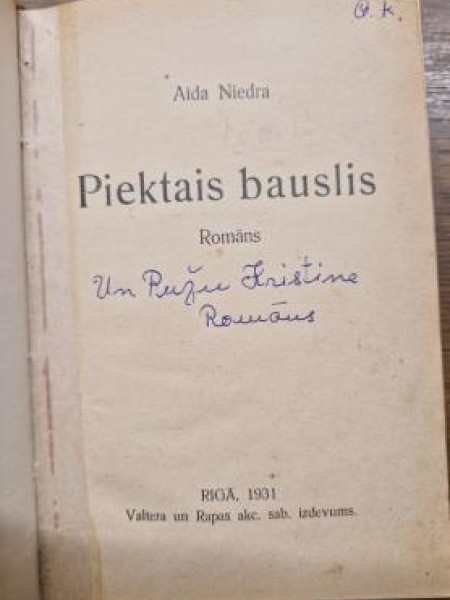 O. K.
Aida Niedra
Piektais bauslis
Romāns
Un Ružu Kristine
Romāns
RIGĀ, 1931
Valtera un Rapas akc. sab. izdevums.